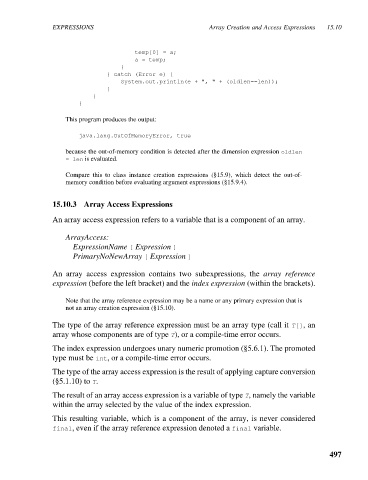 EXPRESSIONS Array Creation and Access Expressions 15.10
temp[0] = a;
a = temp;
}
} catch (Error e) {
System.out.println(e + ", " + (oldlen==len));
}
}
}
This program produces the output:
java.lang.OutOfMemoryError, true
because the out-of-memory condition is detected after the dimension expression oldlen
= len is evaluated.
Compare this to class instance creation expressions (§15.9), which detect the out-of-
memory condition before evaluating argument expressions (§15.9.4).
15.10.3 Array Access Expressions
An array access expression refers to a variable that is a component of an array.
ArrayAccess:
ExpressionName [ Expression ]
PrimaryNoNewArray [ Expression ]
An array access expression contains two subexpressions, the array reference
expression (before the left bracket) and the index expression (within the brackets).
Note that the array reference expression may be a name or any primary expression that is
not an array creation expression (§15.10).
The type of the array reference expression must be an array type (call it T[], an
array whose components are of type T), or a compile-time error occurs.
The index expression undergoes unary numeric promotion (§5.6.1). The promoted
type must be int, or a compile-time error occurs.
The type of the array access expression is the result of applying capture conversion
(§5.1.10) to T.
The result of an array access expression is a variable of type T, namely the variable
within the array selected by the value of the index expression.
This resulting variable, which is a component of the array, is never considered
final, even if the array reference expression denoted a final variable.
497